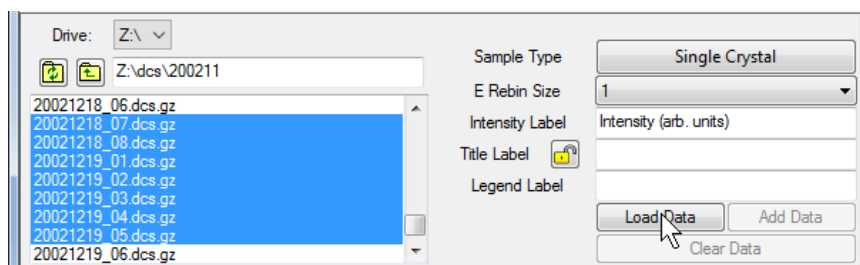 Drive: Z:\
Z:\dcs\200211
20021218_06.dcs.gz
20021218_07.dcs.gz
20021218_08.dcs.gz
20021219_01.dcs.gz
20021219_02.dcs.gz
20021219_03.dcs.gz
20021219_04.dcs.gz
20021219_05.dcs.gz
20021219_06.dcs.gz
Sample Type Single Crystal
E Rebin Size 1
Intensity Label Intensity (arb. units)
Title Label
Legend Label
Load Data Add Data
Clear Data